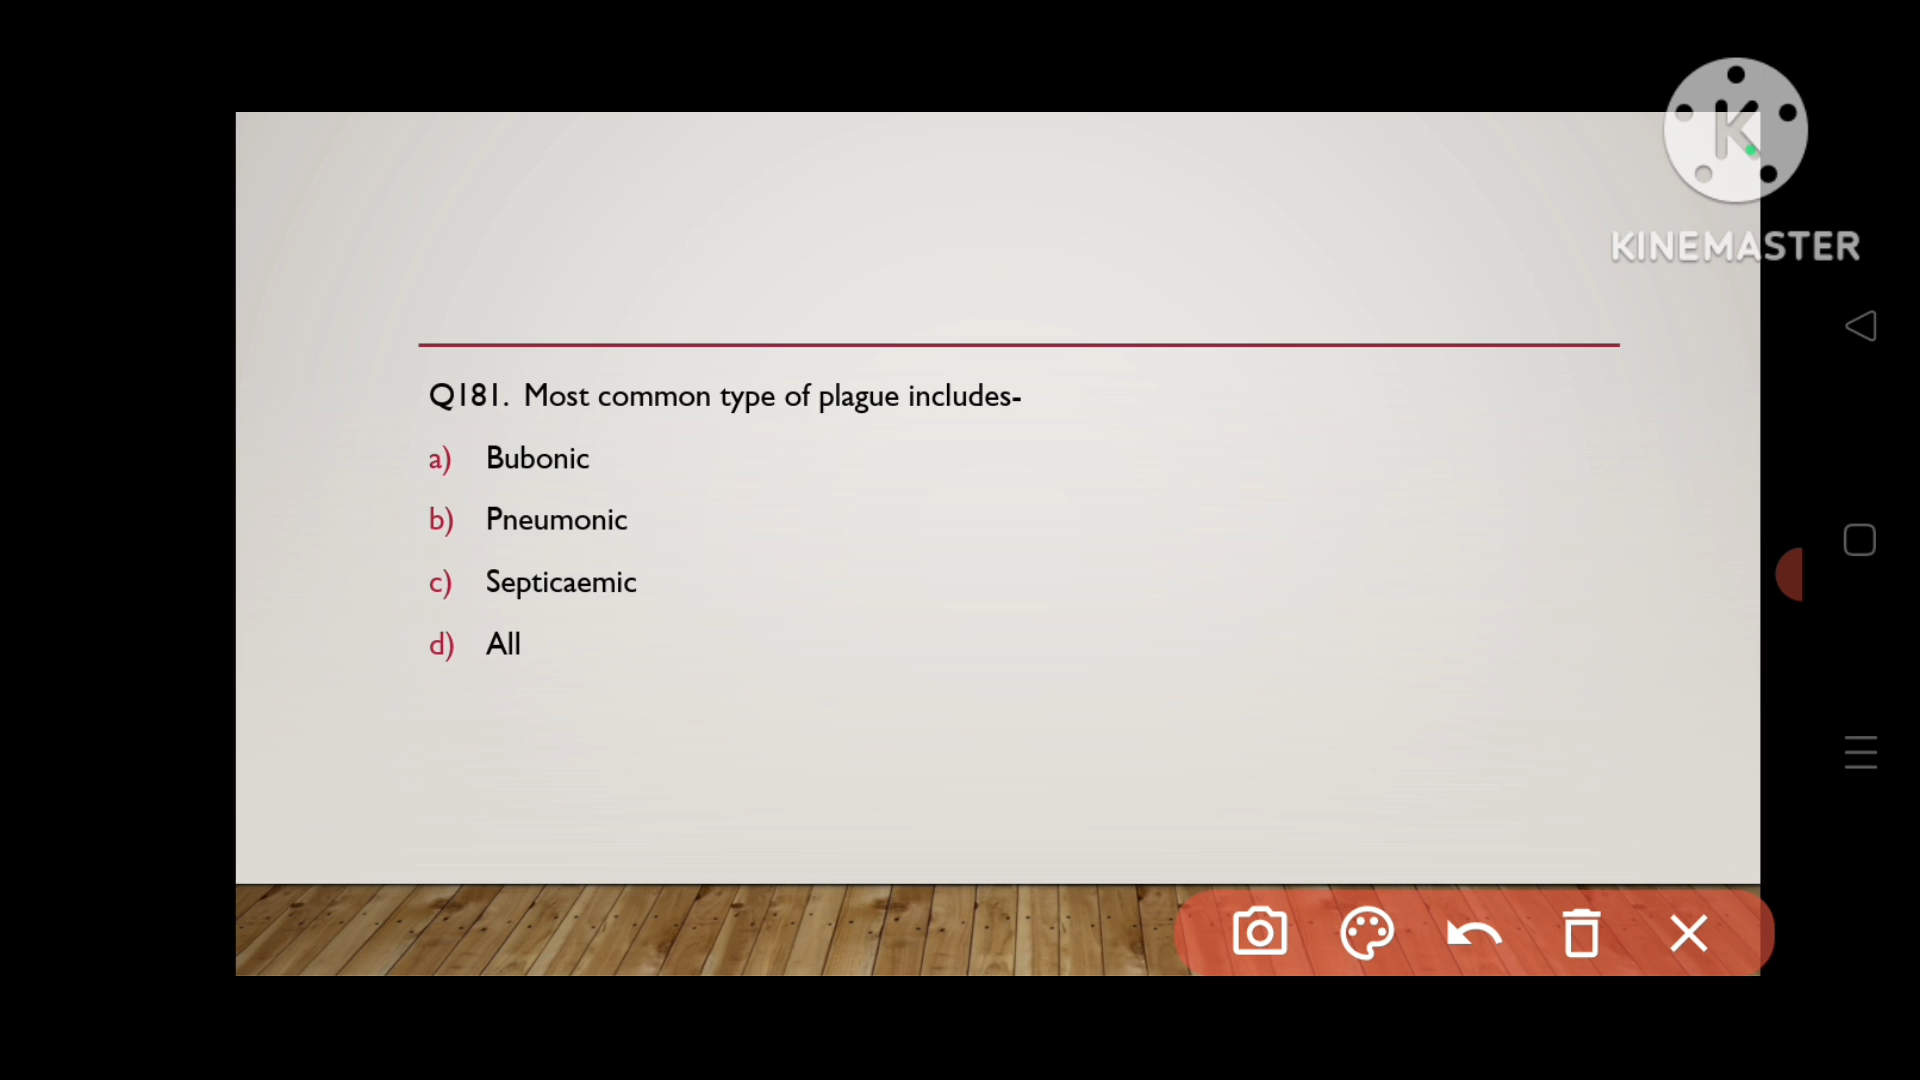 KINEMASTER
Q181. Most common type of plague includes-
a) Bubonic
b) Pneumonic
c) Septicaemic
d) All